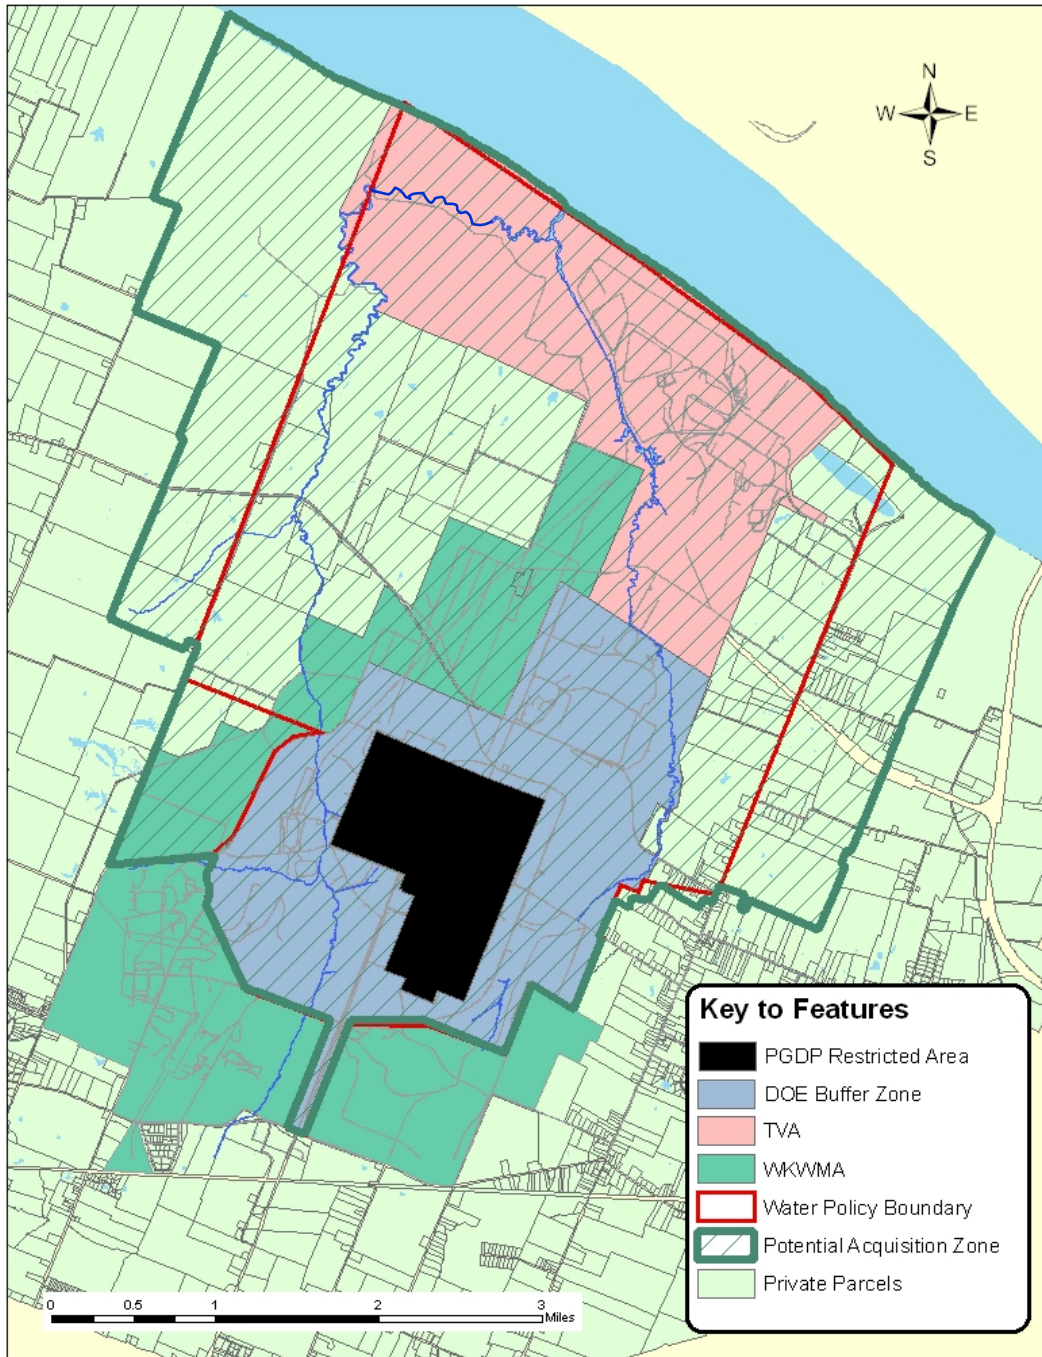 N
W E
S
Key to Features
PGDP Restricted Area
DOE Buffer Zone
TVA
WKWMA
Water Policy Boundary
Potential Acquisition Zone
Private Parcels
0 0.5 1 2 3
Miles